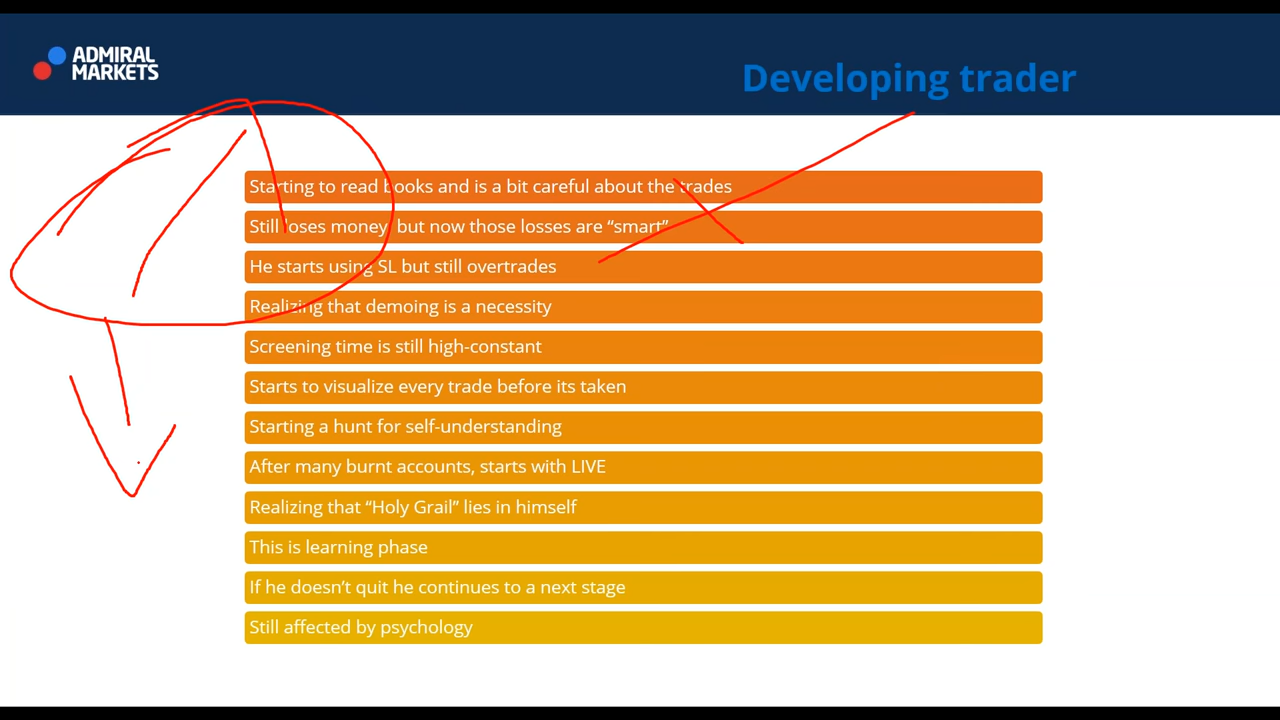 ADMIRAL
MARKETS
Developing trader
Starting to read books and is a bit careful about the trades
Still loses money, but now those losses are “smart”
He starts using SL but still overtrades
Realizing that demoing is a necessity
Screening time is still high-constant
Starts to visualize every trade before its taken
Starting a hunt for self-understanding
After many burnt accounts, starts with LIVE
Realizing that “Holy Grail” lies in himself
This is learning phase
If he doesn’t quit he continues to a next stage
Still affected by psychology